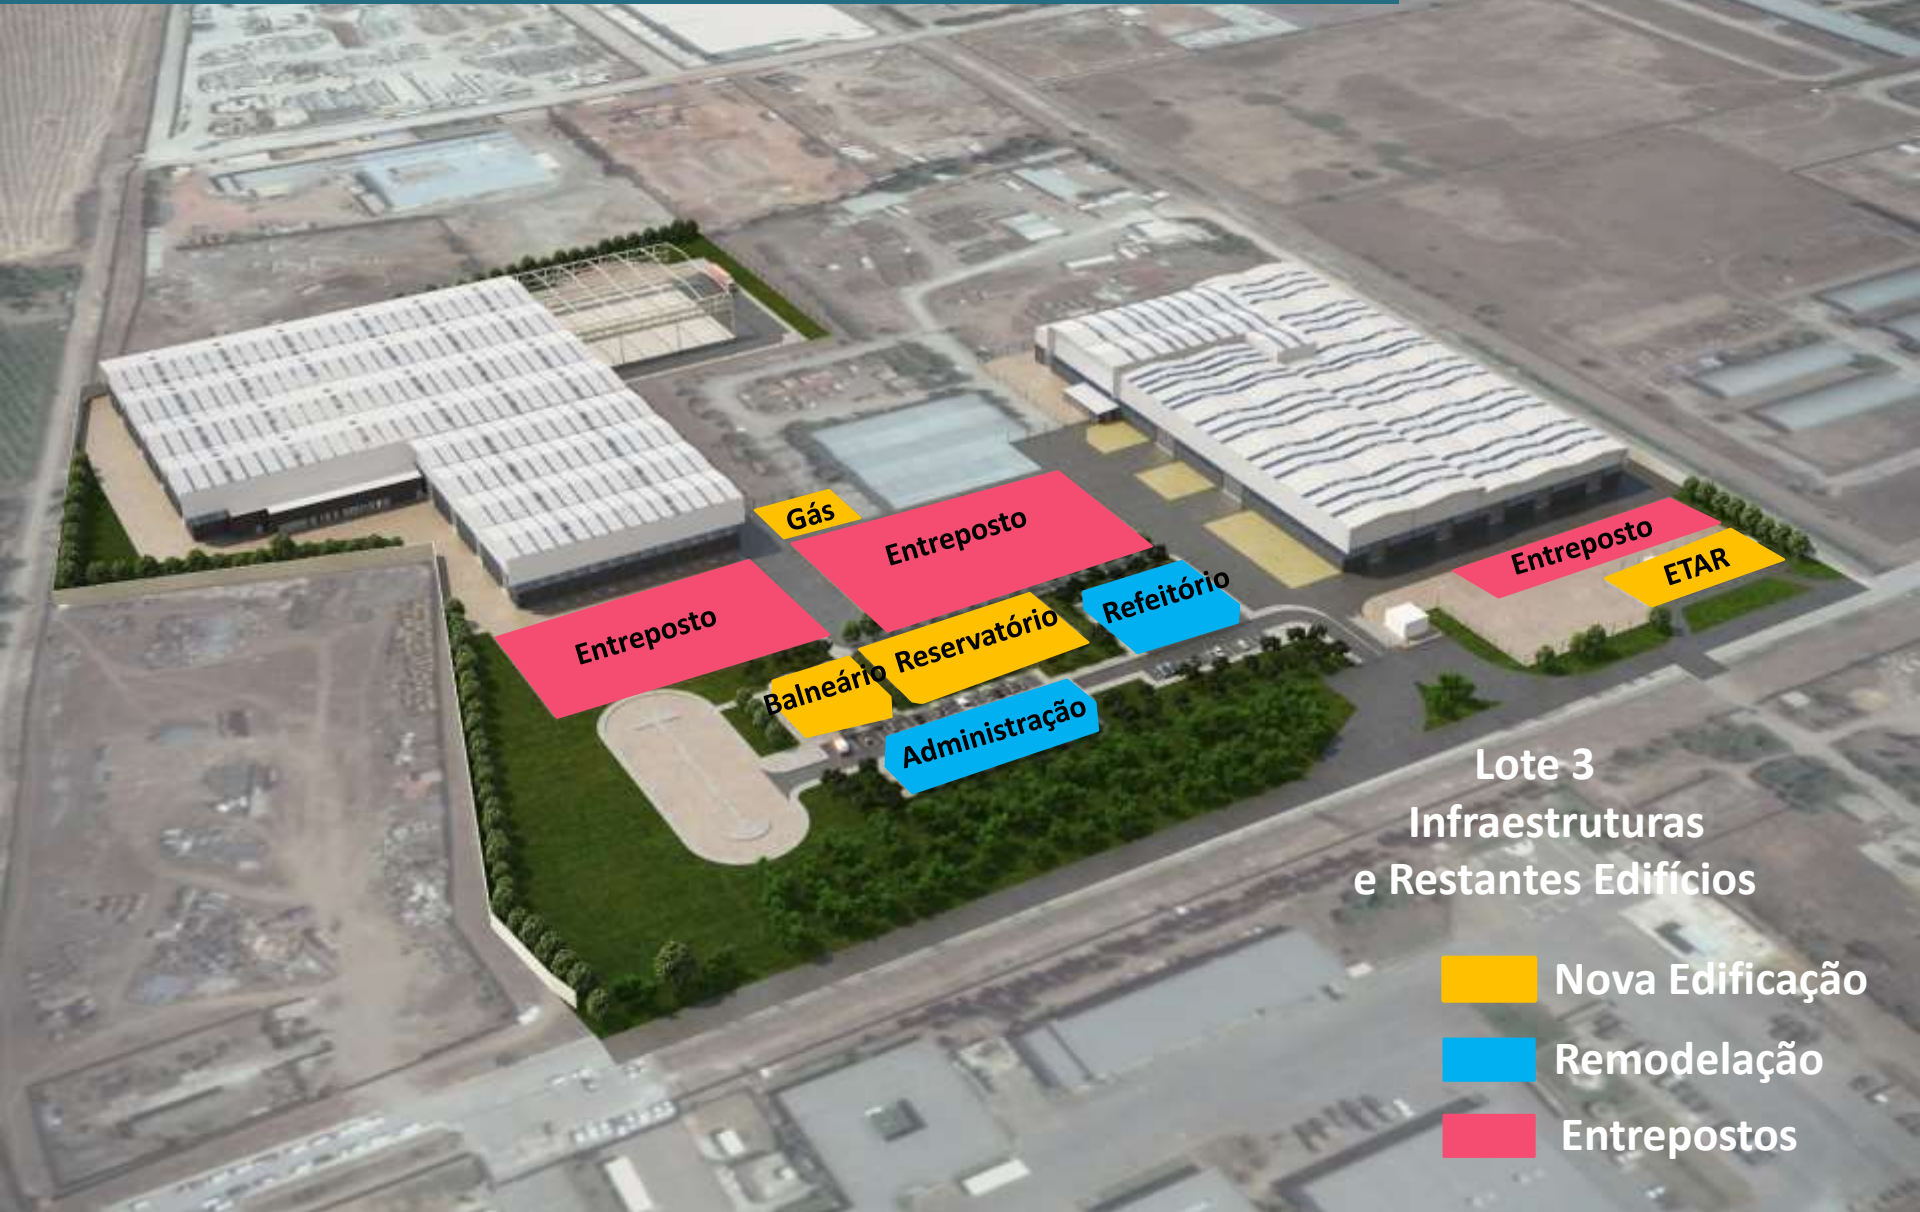 Gás
Entreposto
Entreposto
ETAR
Refeitório
Entreposto
Reservatório
Balneário
Administração
Lote 3
Infraestruturas
e Restantes Edifícios
Nova Edificação
Remodelação
Entrepostos